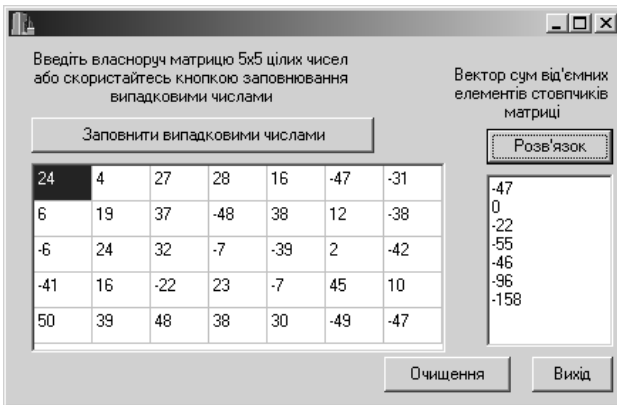 Введіть власноруч матрицю 5x5 цілих чисел
або скористайтесь кнопкою заповнювання
випадковими числами
Заповнити випадковими числами
24 4 27 28 16 -47 -31
6 19 37 -48 38 12 -38
-6 24 32 -7 -39 2 -42
-41 16 -22 23 -7 45 10
50 39 48 38 30 -49 -47
Вектор сум від'ємних
елементів стовпчиків
матриці
Розв'язок
-47
0
-22
-55
-46
-96
-158
Очищення
Вихід